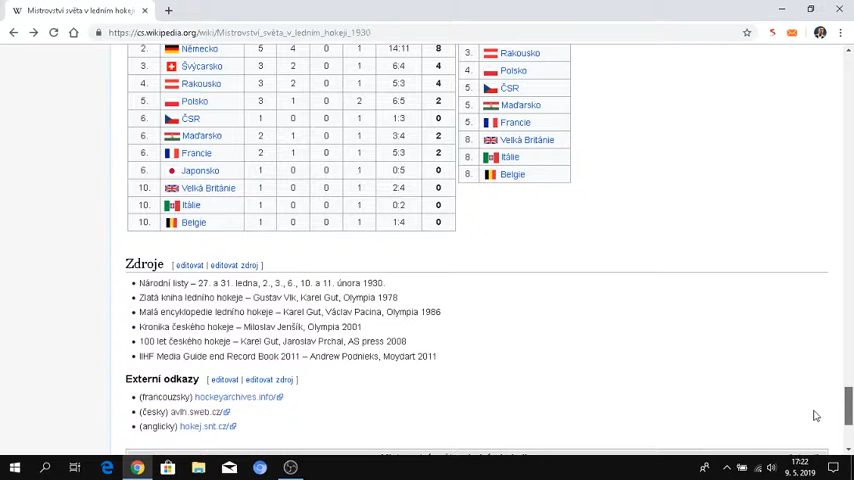 Mistrovství světa v ledním hokeji
https://cs.wikipedia.org/wiki/Mistrovství_světa_v_ledním_hokeji_1930
2. Německo 5 4 0 1 14:11 8
3. Švýcarsko 3 2 0 1 6:4 4
4. Rakousko 3 2 0 1 5:3 4
5. Polsko 3 1 0 2 6:5 2
6. ČSR 1 0 0 1 1:3 0
6. Maďarsko 2 1 0 1 3:4 2
6. Francie 2 1 0 1 5:3 2
6. Japonsko 1 0 0 1 0:5 0
10. Velká Británie 1 0 0 1 2:4 0
10. Itálie 1 0 0 1 0:2 0
10. Belgie 1 0 0 1 1:4 0
3. Rakousko
4. Polsko
5. ČSR
5. Maďarsko
5. Francie
8. Velká Británie
8. Itálie
8. Belgie
Zdroje [ editovat | editovat zdroj ]
Národní listy – 27. a 31. ledna, 2., 3., 6., 10. a 11. února 1930.
Zlatá kniha ledního hokeje – Gustav Vlk, Karel Gut, Olympia 1978
Malá encyklopedie ledního hokeje – Karel Gut, Václav Pacina, Olympia 1986
Kronika českého hokeje – Miloslav Jenšík, Olympia 2001
100 let českého hokeje – Karel Gut, Jaroslav Prchal, AS press 2008
IIHF Media Guide end Record Book 2011 – Andrew Podnieks, Moydart 2011
Externí odkazy [ editovat | editovat zdroj ]
(francouzsky) hockeyarchives.info/
(česky) avlh.sweb.cz/
(anglicky) hokej.snt.cz/
17:22
9. 5. 2019